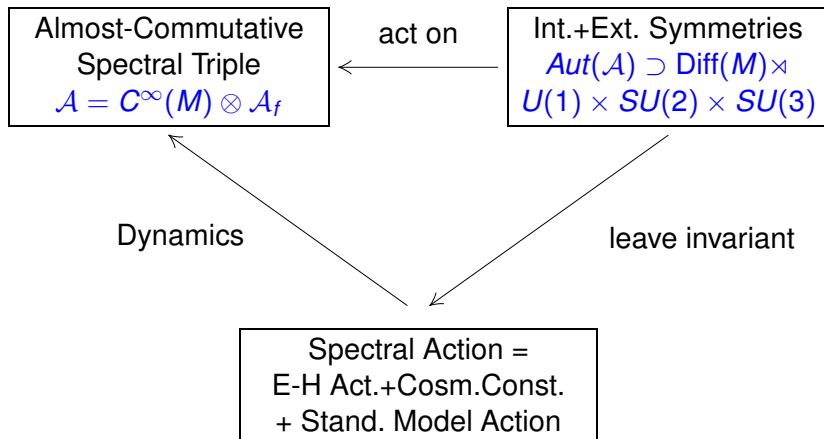 Almost-Commutative
Spectral Triple
𝒜 = C^∞(M) ⊗ 𝒜_f
act on
Int.+Ext. Symmetries
Aut(𝒜) ⊃ Diff(M)⋊
U(1) × SU(2) × SU(3)
Dynamics
leave invariant
Spectral Action =
E-H Act.+Cosm.Const.
+ Stand. Model Action